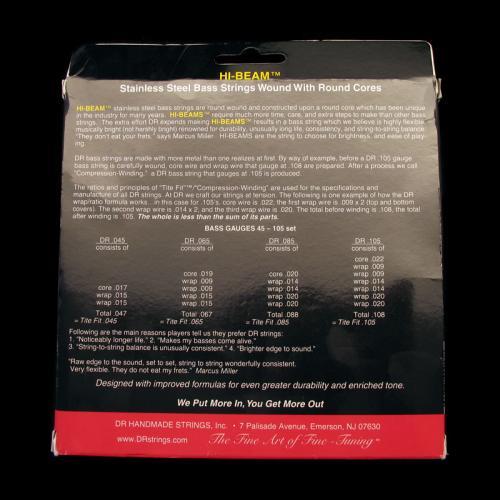 HI-BEAM™
Stainless Steel Bass Strings Wound With Round Cores
HI-BEAM™ stainless steel bass strings are round wound and constructed upon a round core which has been unique
in the industry for many years. HI-BEAMS™ require much more time, care, and extra steps to make than other bass
strings. The extra effort DR expends making HI-BEAMS™ results in a bass string which we believe is highly flexible,
musically bright (not harshly bright) renowned for durability, unusually long life, consistency, and string-to-string balance.
"They don't eat your frets." says Marcus Miller. HI-BEAMS are the string to choose for brightness, and ease of play-
ing.
DR bass strings are made with more metal than one realizes at first. By way of example, before a DR .105 gauge
bass string is carefully wound, core wire and wrap wire that gauge at .108 are prepared. After a process we call
"Compression-Winding," a DR bass string that gauges at .105 is produced.
The ratios and principles of "Tite Fit"™/"Compression-Winding" are used for the specifications and
manufacture of all DR strings. At DR we craft our strings at tension. The following is one example of how the DR
wrap/ratio formula works...in this case for .105's, core wire is .022, the first wrap wire is .009 x 2 (top and bottom
covers). The second wrap wire is .014 x 2, and the third wrap wire is .020. The total before winding is .108, the total
after winding is .105. The whole is less than the sum of its parts.
BASS GAUGES 45 – 105 set
DR .045 DR .065 DR .085 DR .105
consists of consists of consists of consists of
core .022
core .019 core .020 wrap .009
wrap .009 wrap .014 wrap .009
core .017 wrap .009 wrap .014 wrap .014
wrap .015 wrap .015 wrap .020 wrap .014
wrap .015 wrap .015 wrap .020 wrap .020
wrap .020
Total .047 Total .067 Total .088 Total .108
= Tite Fit .045 = Tite Fit .065 = Tite Fit .085 = Tite Fit .105
Following are the main reasons players tell us they prefer DR strings:
1. "Noticeably longer life." 2. "Makes my basses come alive."
3. "String-to-string balance is unusually consistent." 4. "Brighter edge to sound."
"Raw edge to the sound, set to set, string to string wonderfully consistent.
Very flexible. They do not eat my frets." Marcus Miller
Designed with improved formulas for even greater durability and enriched tone.
We Put More In, You Get More Out
DR HANDMADE STRINGS, Inc. • 7 Palisade Avenue, Emerson, NJ 07630
www.DRstrings.com The Fine Art of Fine-Tuning™